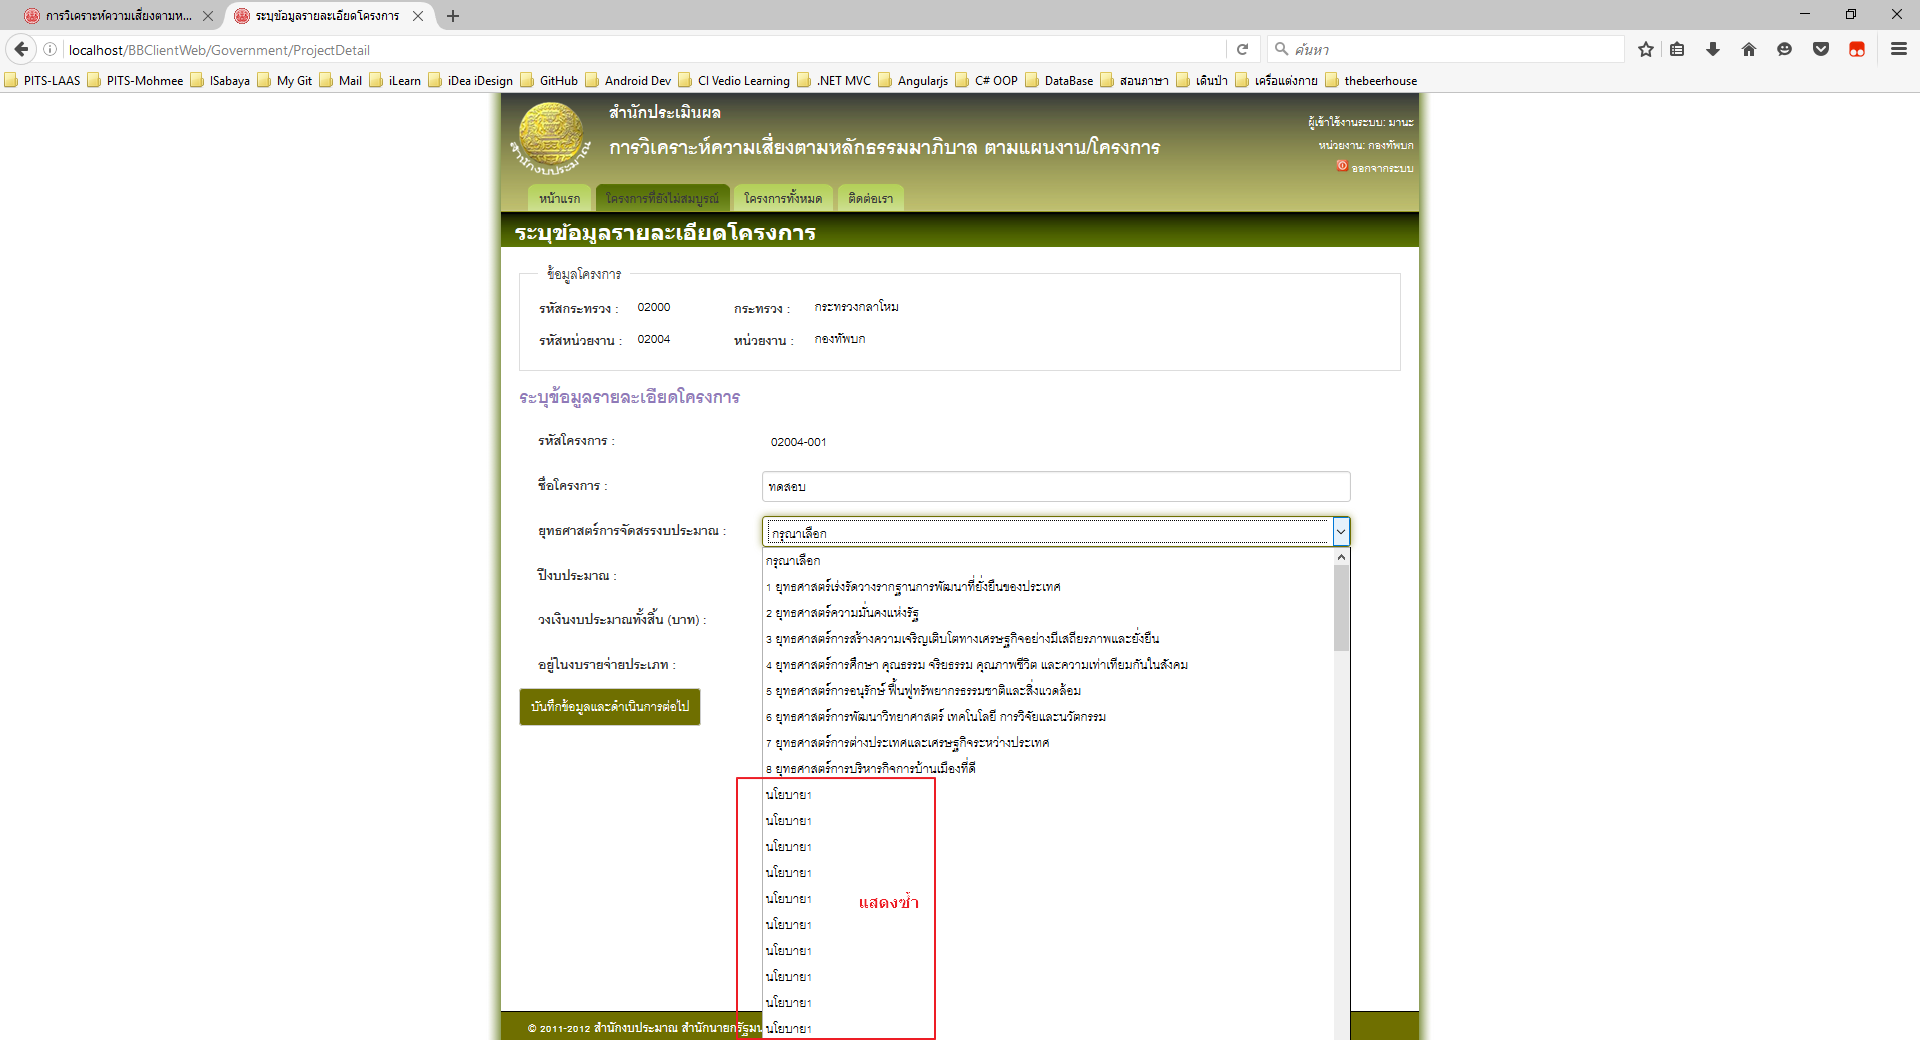 การวิเคราะห์ความเสี่ยงตามห...
ระบุข้อมูลรายละเอียดโครงการ
localhost/BBClientWeb/Government/ProjectDetail
ค้นหา
PITS-LAAS PITS-Mohmee ISabaya My Git Mail iLearn iDea iDesign GitHub Android Dev CI Vedio Learning .NET MVC Angularjs C# OOP DataBase สอนภาษา เดินป่า เครื่อแต่งกาย thebeerhouse
สำนักประเมินผล
การวิเคราะห์ความเสี่ยงตามหลักธรรมมาภิบาล ตามแผนงาน/โครงการ
สำนักงบประมาณ
ผู้เข้าใช้งานระบบ: มานะ
หน่วยงาน: กองทัพบก
ออกจากระบบ
หน้าแรก โครงการที่ยังไม่สมบูรณ์ โครงการทั้งหมด ติดต่อเรา
ระบุข้อมูลรายละเอียดโครงการ
ข้อมูลโครงการ
รหัสกระทรวง : 02000 กระทรวง : กระทรวงกลาโหม
รหัสหน่วยงาน : 02004 หน่วยงาน : กองทัพบก
ระบุข้อมูลรายละเอียดโครงการ
รหัสโครงการ : 02004-001
ชื่อโครงการ : ทดสอบ
ยุทธศาสตร์การจัดสรรงบประมาณ : กรุณาเลือก
ปีงบประมาณ :
วงเงินงบประมาณทั้งสิ้น (บาท) :
อยู่ในงบรายจ่ายประเภท :
บันทึกข้อมูลและดำเนินการต่อไป
กรุณาเลือก
1 ยุทธศาสตร์เร่งรัดวางรากฐานการพัฒนาที่ยั่งยืนของประเทศ
2 ยุทธศาสตร์ความมั่นคงแห่งรัฐ
3 ยุทธศาสตร์การสร้างความเจริญเติบโตทางเศรษฐกิจอย่างมีเสถียรภาพและยั่งยืน
4 ยุทธศาสตร์การศึกษา คุณธรรม จริยธรรม คุณภาพชีวิต และความเท่าเทียมกันในสังคม
5 ยุทธศาสตร์การอนุรักษ์ ฟื้นฟูทรัพยากรธรรมชาติและสิ่งแวดล้อม
6 ยุทธศาสตร์การพัฒนาวิทยาศาสตร์ เทคโนโลยี การวิจัยและนวัตกรรม
7 ยุทธศาสตร์การต่างประเทศและเศรษฐกิจระหว่างประเทศ
8 ยุทธศาสตร์การบริหารกิจการบ้านเมืองที่ดี
นโยบาย1
นโยบาย1
นโยบาย1
นโยบาย1
นโยบาย1
แสดงซ้ำ
นโยบาย1
นโยบาย1
นโยบาย1
นโยบาย1
นโยบาย1
© 2011-2012 สำนักงบประมาณ สำนักนายกรัฐมน